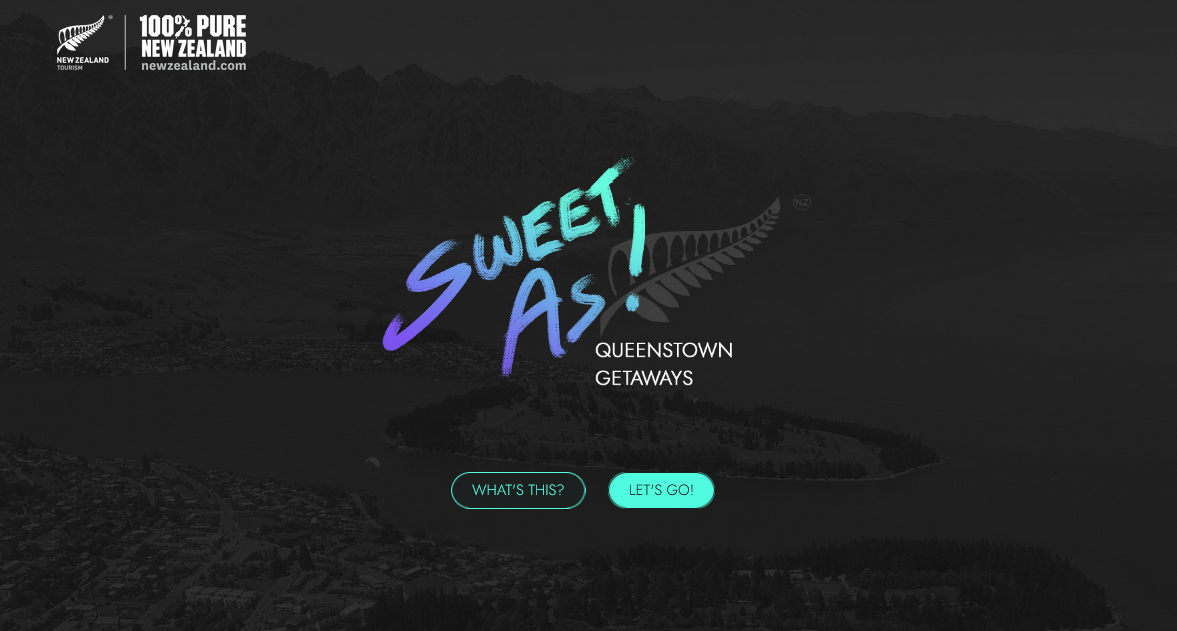 100% PURE
NEW ZEALAND
NEW ZEALAND
TOURISM
newzealand.com
SWEET
AS!
NZ
QUEENSTOWN
GETAWAYS
WHAT'S THIS?
LET'S GO!